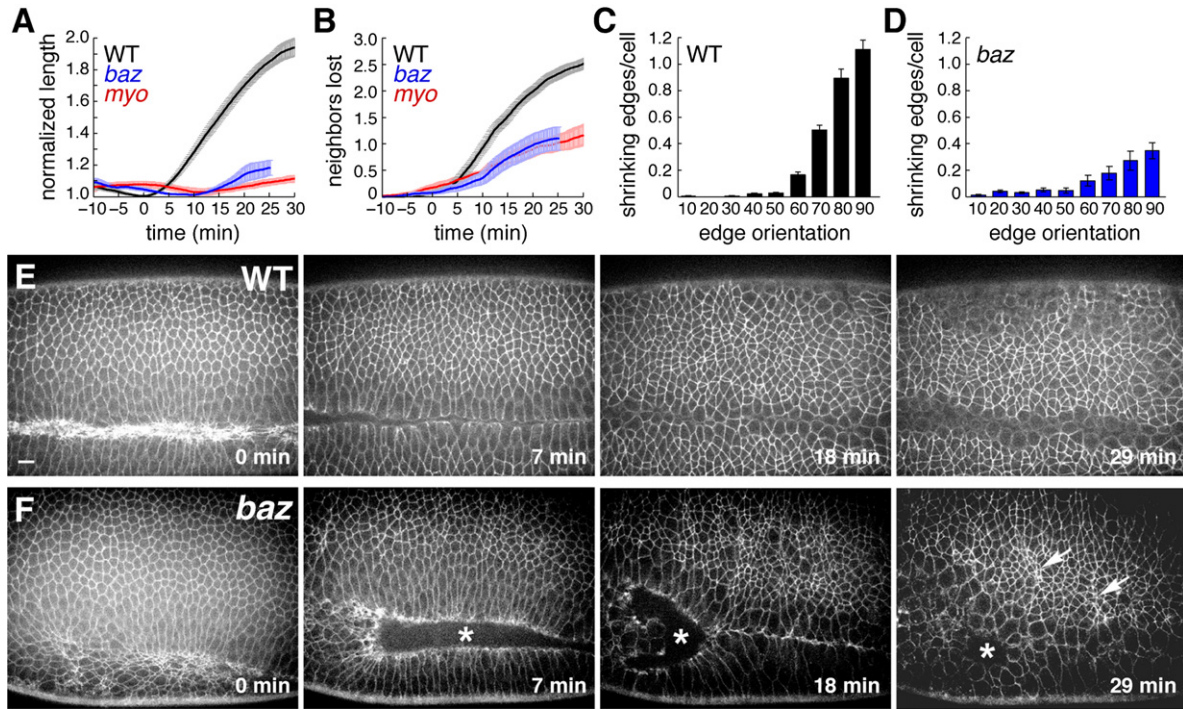 A
normalized length
2.0
1.8
1.6
1.4
1.2
1.0
WT
baz
myo
−10 −5 0 5 10 15 20 25 30
time (min)
B
neighbors lost
3.0
2.5
2.0
1.5
1.0
0.5
0
WT
baz
myo
−10 −5 0 5 10 15 20 25 30
time (min)
C
shrinking edges/cell
1.2
1.0
0.8
0.6
0.4
0.2
0
WT
10 20 30 40 50 60 70 80 90
edge orientation
D
shrinking edges/cell
1.2
1.0
0.8
0.6
0.4
0.2
0
baz
10 20 30 40 50 60 70 80 90
edge orientation
E WT
0 min
7 min
18 min
29 min
F baz
0 min
* 7 min
* 18 min
* 29 min